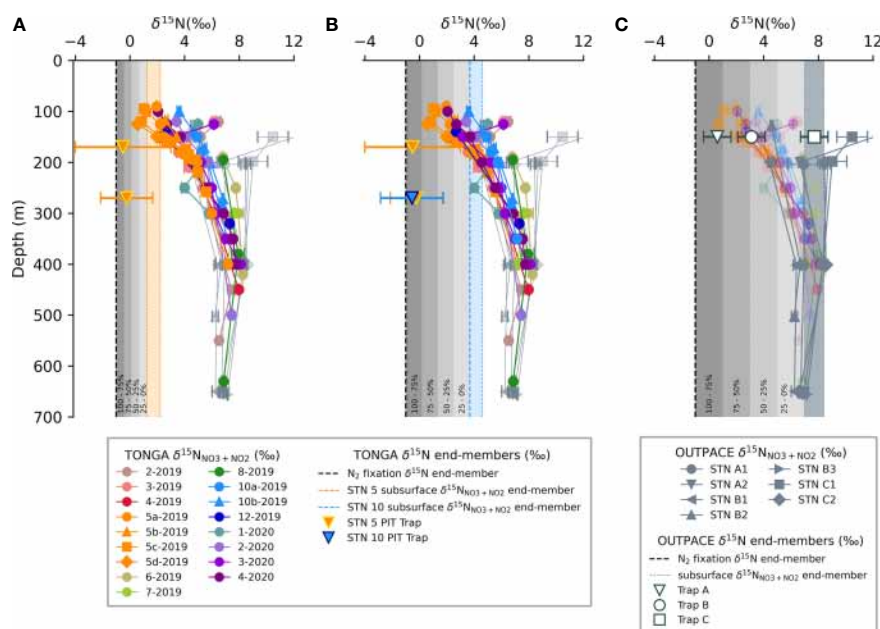 A
B
C
δ¹⁵N(‰)
δ¹⁵N(‰)
δ¹⁵N(‰)
−4 0 4 8 12
−4 0 4 8 12
−4 0 4 8 12
Depth (m)
0
100
200
300
400
500
600
700
100 - 75%
75 - 50%
50 - 25%
25 - 0%
100 - 75%
75 - 50%
50 - 25%
25 - 0%
100 - 75%
75 - 50%
50 - 25%
25 - 0%
TONGA δ¹⁵N_NO3+NO2 (‰)
2-2019
3-2019
4-2019
5a-2019
5b-2019
5c-2019
5d-2019
6-2019
7-2019
8-2019
10a-2019
10b-2019
12-2019
1-2020
2-2020
3-2020
4-2020
TONGA δ¹⁵N end-members (‰)
N₂ fixation δ¹⁵N end-member
STN 5 subsurface δ¹⁵N_NO3+NO2 end-member
STN 10 subsurface δ¹⁵N_NO3+NO2 end-member
STN 5 PIT Trap
STN 10 PIT Trap
OUTPACE δ¹⁵N_NO3+NO2 (‰)
STN A1
STN A2
STN B1
STN B2
STN B3
STN C1
STN C2
OUTPACE δ¹⁵N end-members (‰)
N₂ fixation δ¹⁵N end-member
subsurface δ¹⁵N_NO3+NO2 end-member
Trap A
Trap B
Trap C